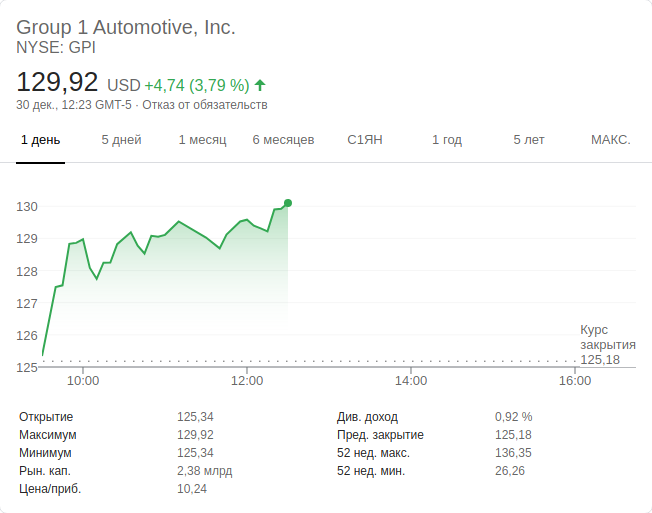 Group 1 Automotive, Inc.
NYSE: GPI
129,92 USD +4,74 (3,79 %)
30 дек., 12:23 GMT-5 · Отказ от обязательств
1 день 5 дней 1 месяц 6 месяцев С1ЯН 1 год 5 лет МАКС.
130
129
128
127
126
125
Курс
закрытия
125,18
10:00 12:00 14:00 16:00
Открытие 125,34
Максимум 129,92
Минимум 125,34
Рын. кап. 2,38 млрд
Цена/приб. 10,24
Див. доход 0,92 %
Пред. закрытие 125,18
52 нед. макс. 136,35
52 нед. мин. 26,26